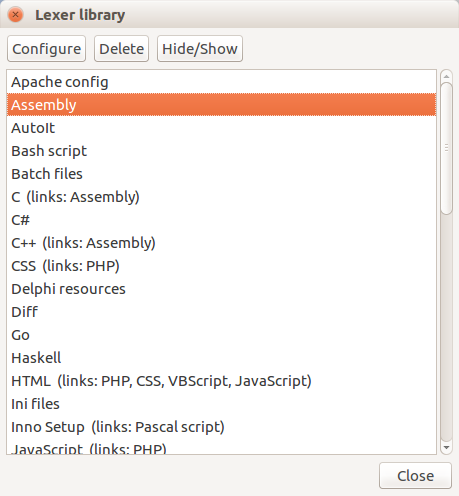 Lexer library
Configure Delete Hide/Show
Apache config
Assembly
AutoIt
Bash script
Batch files
C (links: Assembly)
C#
C++ (links: Assembly)
CSS (links: PHP)
Delphi resources
Diff
Go
Haskell
HTML (links: PHP, CSS, VBScript, JavaScript)
Ini files
Inno Setup (links: Pascal script)
JavaScript (links: PHP)
Close